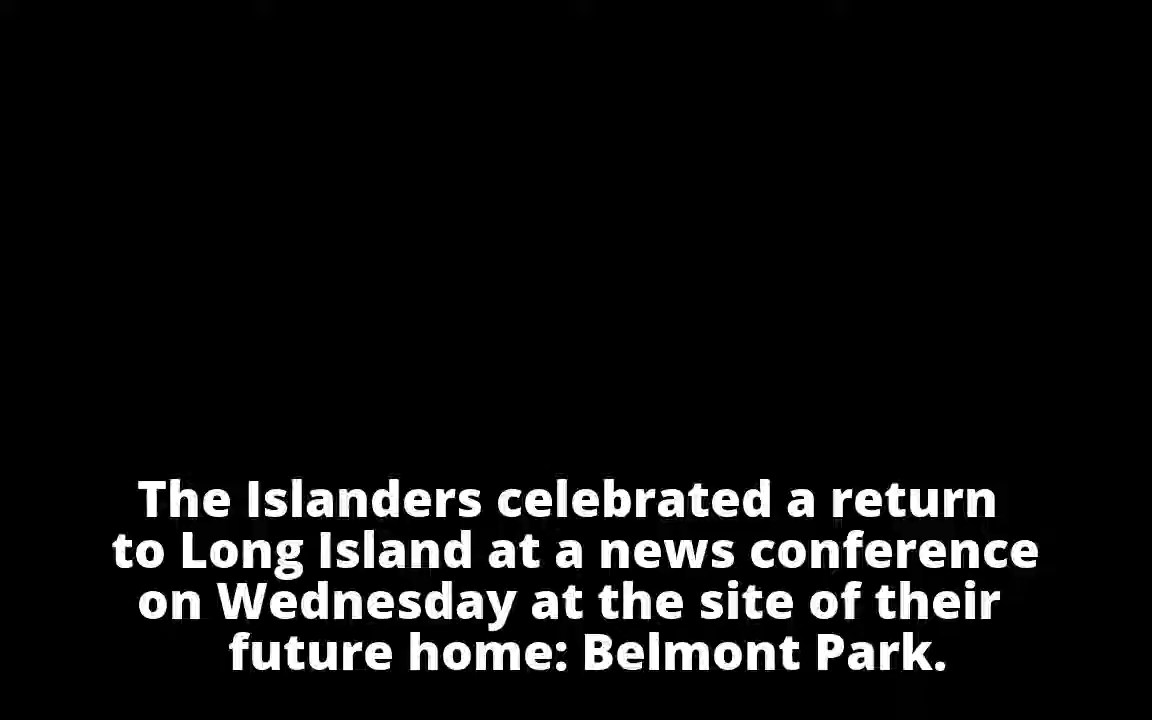 The Islanders celebrated a return
to Long Island at a news conference
on Wednesday at the site of their
future home: Belmont Park.